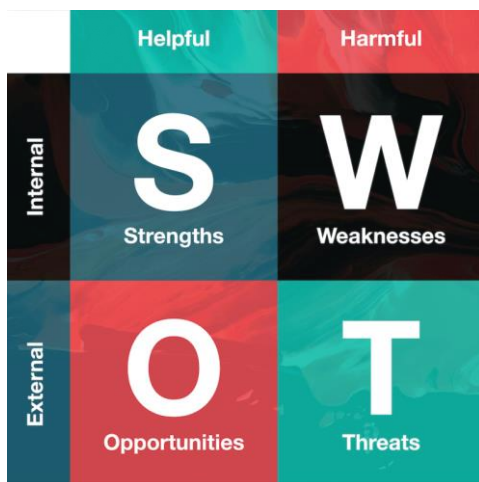 Helpful Harmful
Internal
S W
Strengths Weaknesses
External
O T
Opportunities Threats